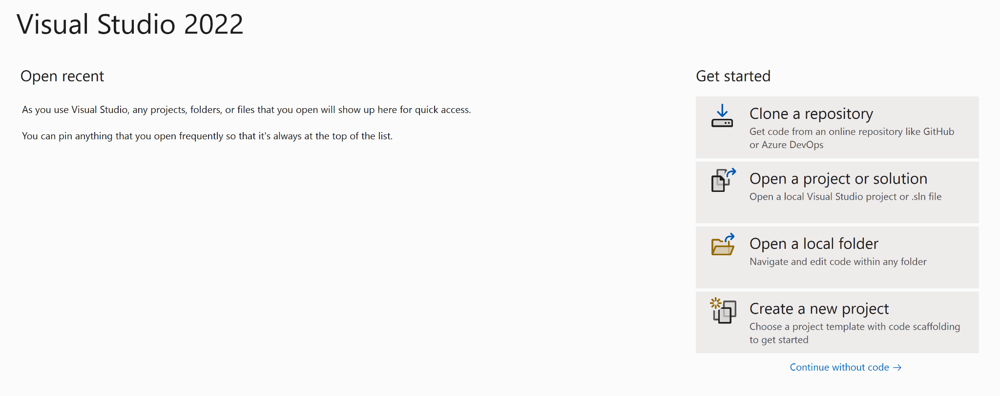 Visual Studio 2022
Open recent
As you use Visual Studio, any projects, folders, or files that you open will show up here for quick access.
You can pin anything that you open frequently so that it's always at the top of the list.
Get started
Clone a repository
Get code from an online repository like GitHub
or Azure DevOps
Open a project or solution
Open a local Visual Studio project or .sln file
Open a local folder
Navigate and edit code within any folder
Create a new project
Choose a project template with code scaffolding
to get started
Continue without code →